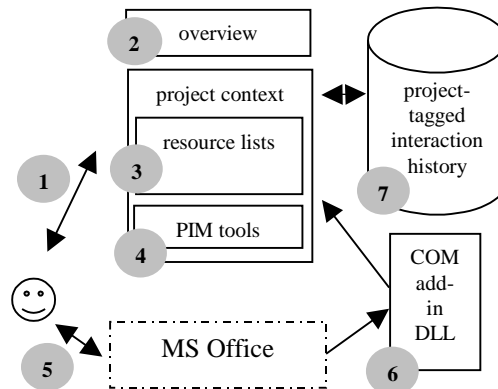 2
overview
project context
resource lists
3
PIM tools
4
1
project-
tagged
interaction
history
7
COM
add-
in
DLL
6
MS Office
5